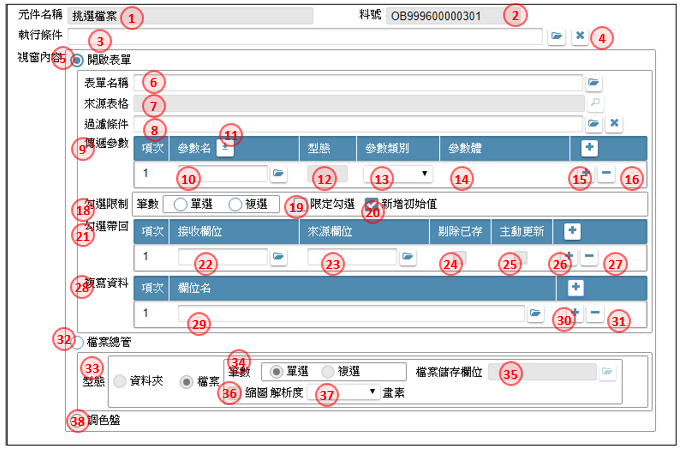 元件名稱 挑選檔案 1 料號 OB999600000301 2
執行條件 3 4
視窗內容 5 開啟表單
表單名稱 6
來源表格 7
過濾條件 8
傳遞參數 9 項次 參數名 11 型態 參數類別 參數體
1 10 12 13 14 15 16
勾選限制 18 筆數 單選 複選 19 限定勾選 20 新增初始值
勾選帶回 21 項次 接收欄位 來源欄位 剔除已存 主動更新
1 22 23 24 25 26 27
複寫資料 28 項次 欄位名
1 29 30 31
32 檔案總管
型態 33 資料夾 檔案 筆數 34 單選 複選 檔案儲存欄位 35
36 縮圖 解析度 37 畫素
38 調色盤